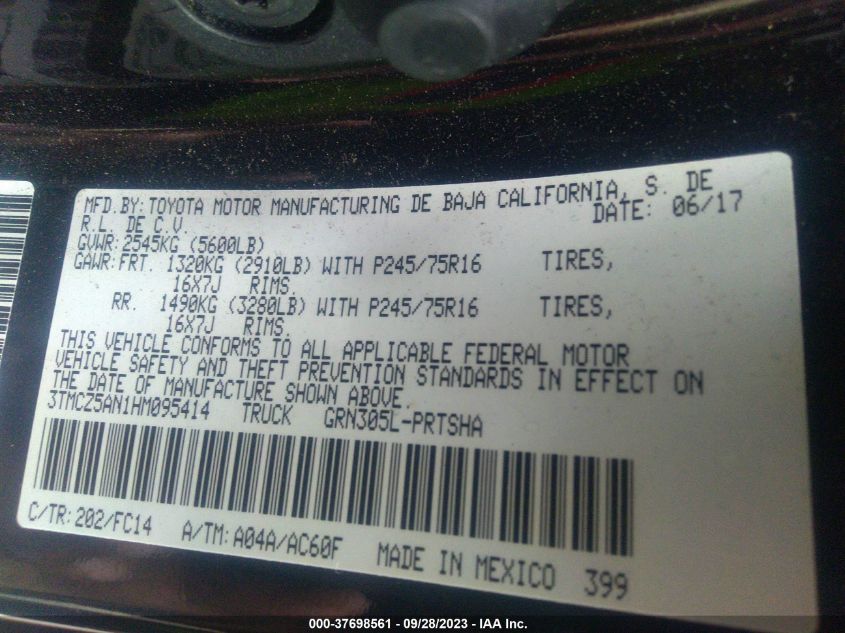 MFD.BY:TOYOTA MOTOR MANUFACTURING DE BAJA CALIFORNIA, S. DE
R.L. DE C.V. DATE: 06/17
GVWR:2545KG (5600LB)
GAWR:FRT. 1320KG (2910LB) WITH P245/75R16 TIRES,
16X7J RIMS.
RR. 1490KG (3280LB) WITH P245/75R16 TIRES,
16X7J RIMS.
THIS VEHICLE CONFORMS TO ALL APPLICABLE FEDERAL MOTOR
VEHICLE SAFETY AND THEFT PREVENTION STANDARDS IN EFFECT ON
THE DATE OF MANUFACTURE SHOWN ABOVE.
3TMCZ5AN1HM095414 TRUCK GRN305L-PRTSHA
C/TR:202/FC14 A/TM:A04A/AC60F MADE IN MEXICO 399
000-37698561 - 09/28/2023 - IAA Inc.